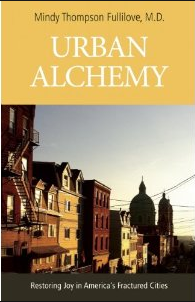 Mindy Thompson Fullilove, M.D.
URBAN
ALCHEMY
Restoring Joy in America's Fractured Cities